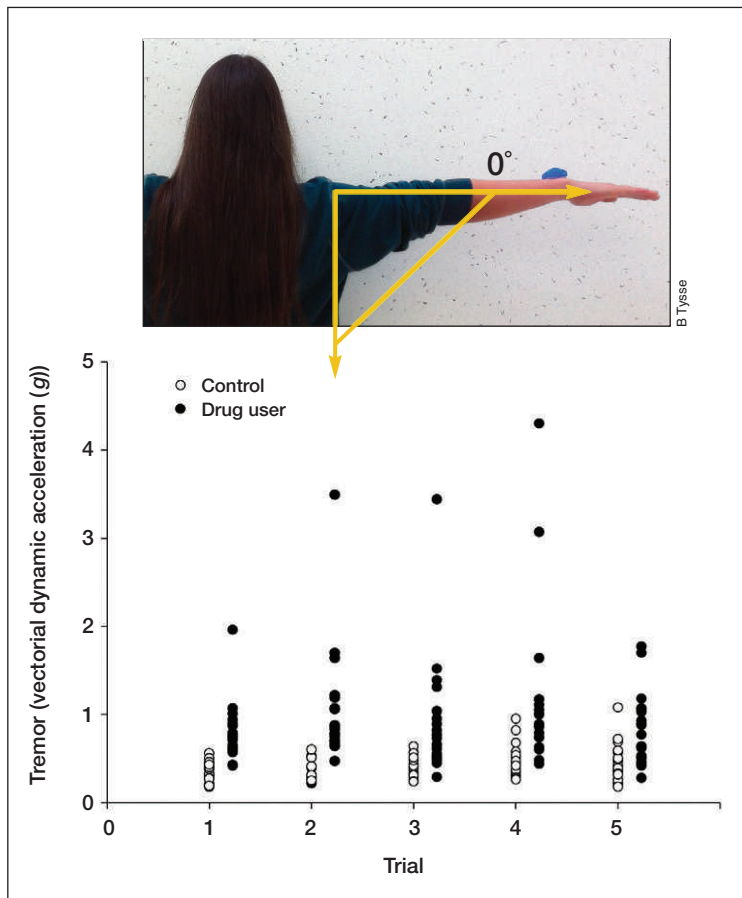 0°
B Tysse
Tremor (vectorial dynamic acceleration (g))
5
4
3
2
1
0
Control
Drug user
0 1 2 3 4 5
Trial